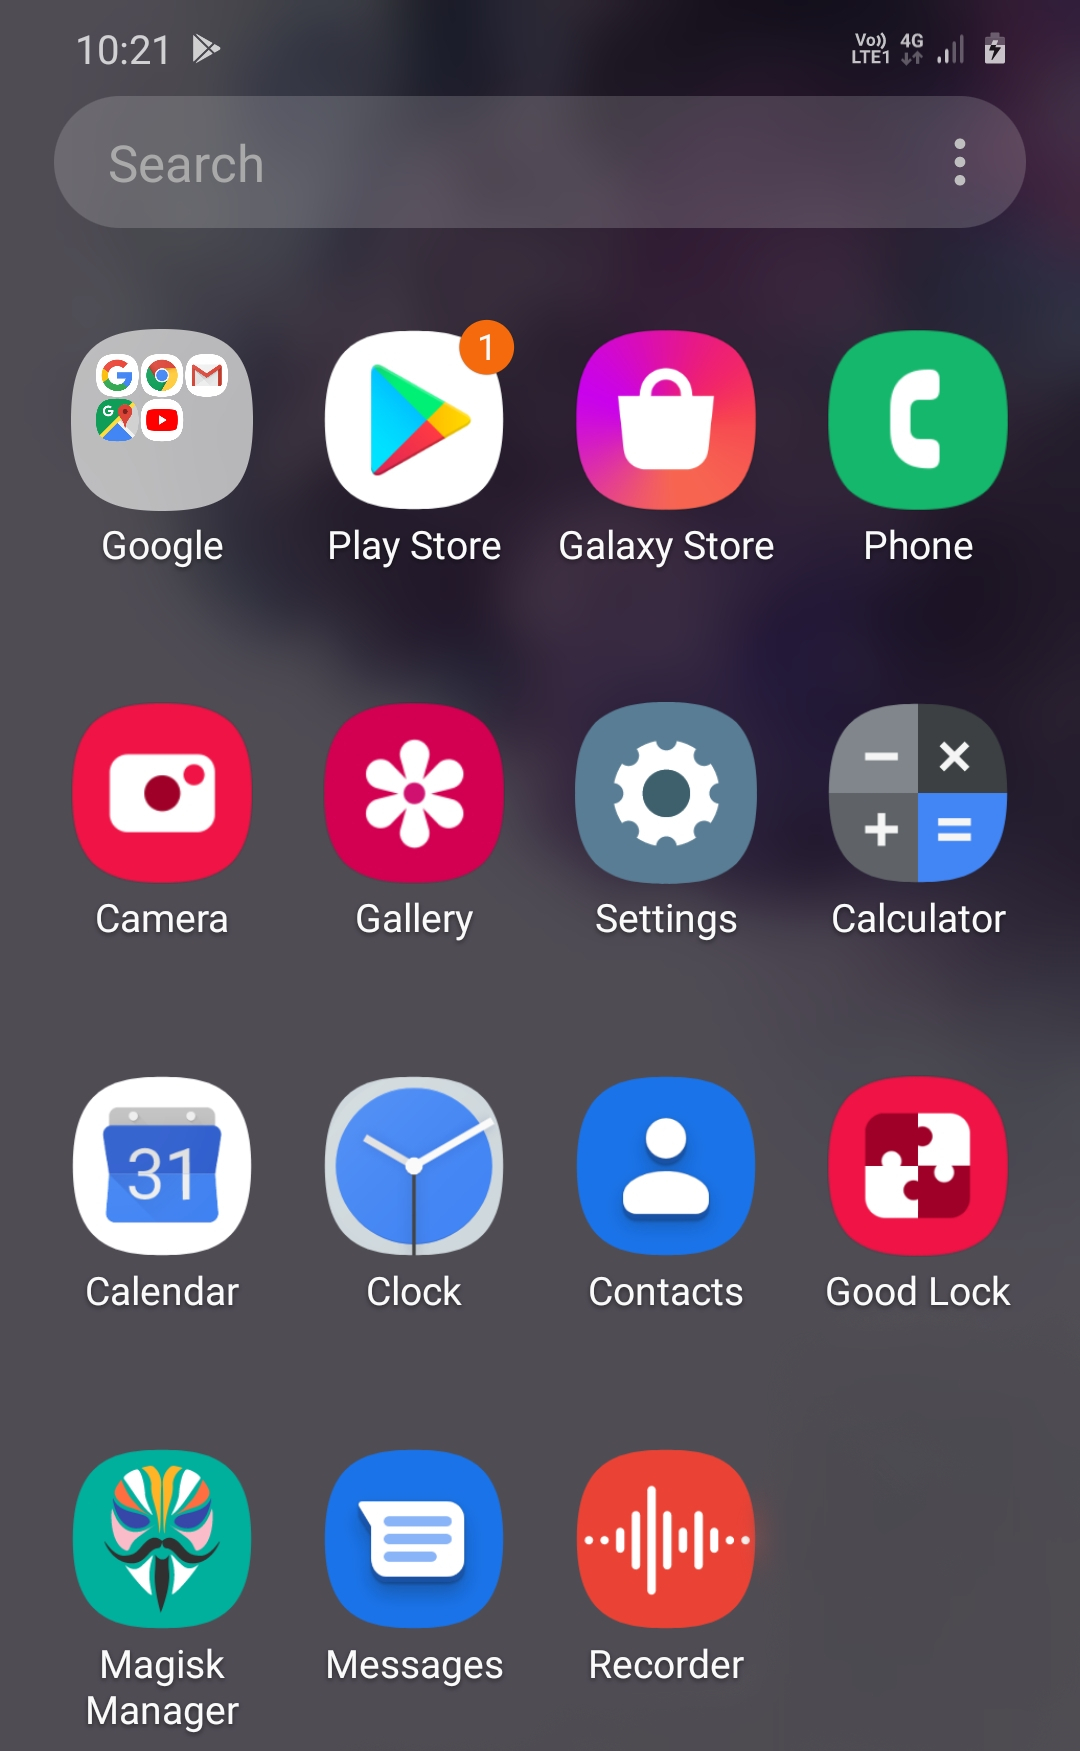 10:21 Vo)) LTE1 4G
Search
1
Google Play Store Galaxy Store Phone
Camera Gallery Settings Calculator
31
Calendar Clock Contacts Good Lock
Magisk Manager Messages Recorder